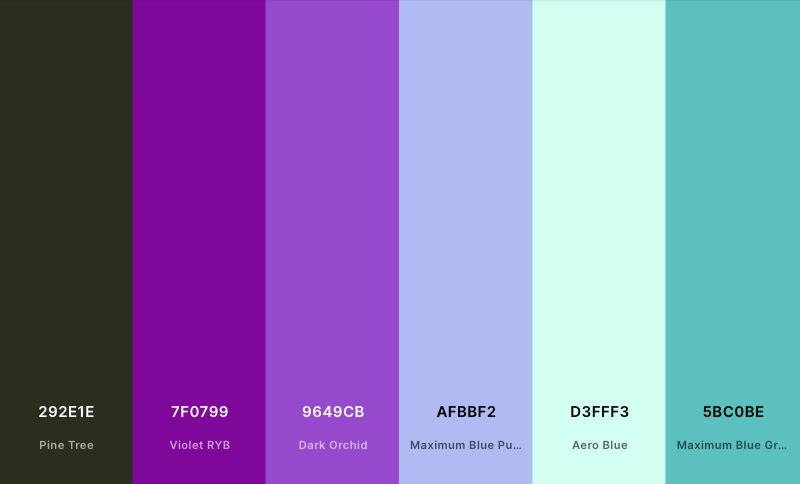 292E1E 7F0799 9649CB AFBBF2 D3FFF3 5BC0BE
Pine Tree Violet RYB Dark Orchid Maximum Blue Pu... Aero Blue Maximum Blue Gr...